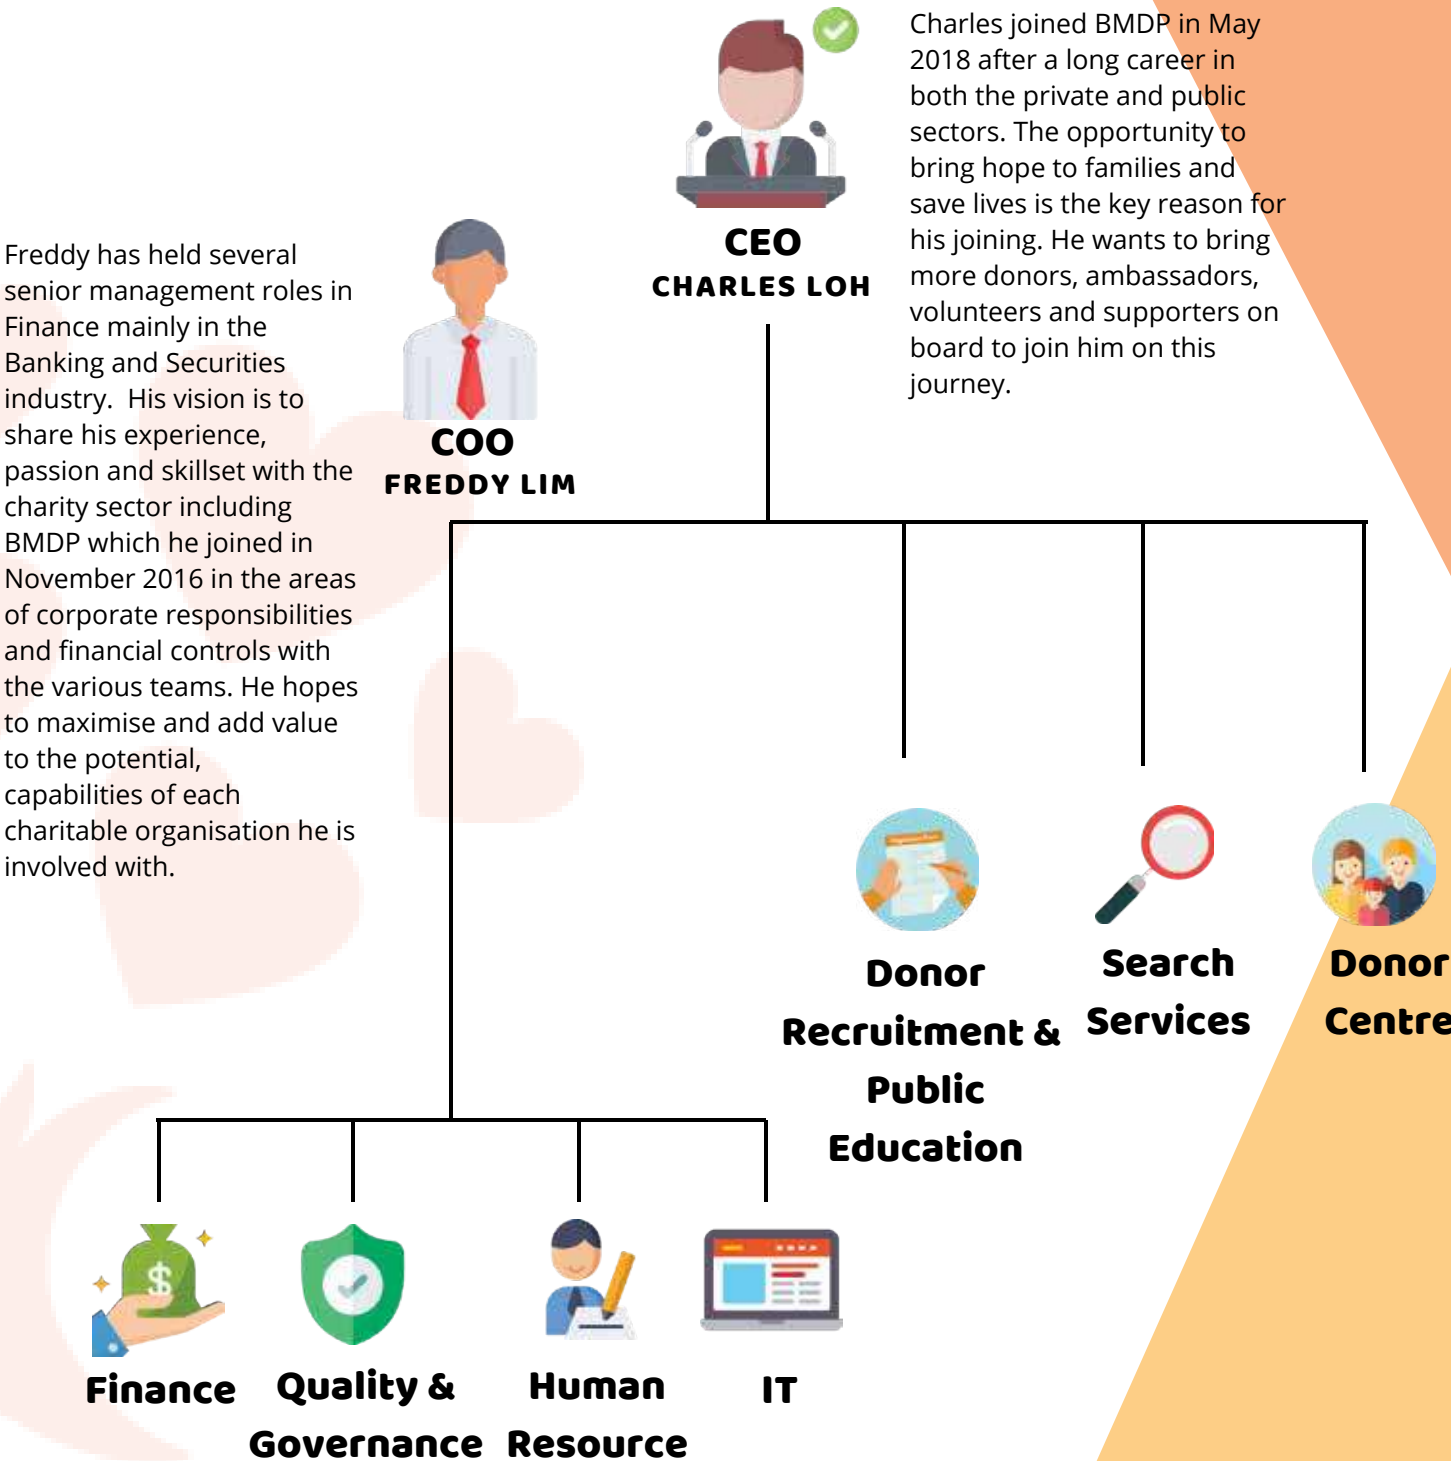 Charles joined BMDP in May
2018 after a long career in
both the private and public
sectors. The opportunity to
bring hope to families and
save lives is the key reason for
his joining. He wants to bring
more donors, ambassadors,
volunteers and supporters on
board to join him on this
journey.
CEO
CHARLES LOH
Freddy has held several
senior management roles in
Finance mainly in the
Banking and Securities
industry.  His vision is to
share his experience,
passion and skillset with the
charity sector including
BMDP which he joined in
November 2016 in the areas
of corporate responsibilities
and financial controls with
the various teams. He hopes
to maximise and add value
to the potential,
capabilities of each
charitable organisation he is
involved with.
COO
FREDDY LIM
Donor
Recruitment &
Public
Education
Search
Services
Donor
Centre
$
Finance
Quality &
Governance
Human
Resource
IT